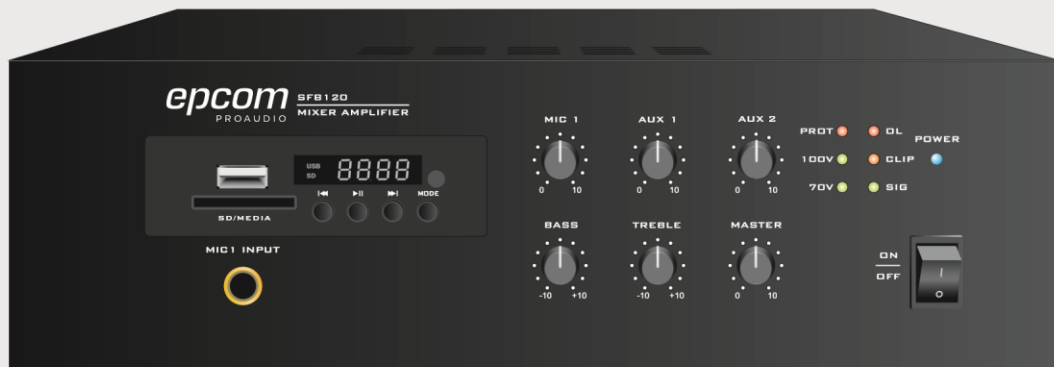 epcom
PROAUDIO
SFB120
MIXER AMPLIFIER
USB
SD
8888
MODE
SD/MEDIA
MIC1 INPUT
MIC 1
AUX 1
AUX 2
0 10
0 10
0 10
BASS
TREBLE
MASTER
-10 +10
-10 +10
0 10
PROT
OL
POWER
100V
CLIP
70V
SIG
ON
OFF
I
O